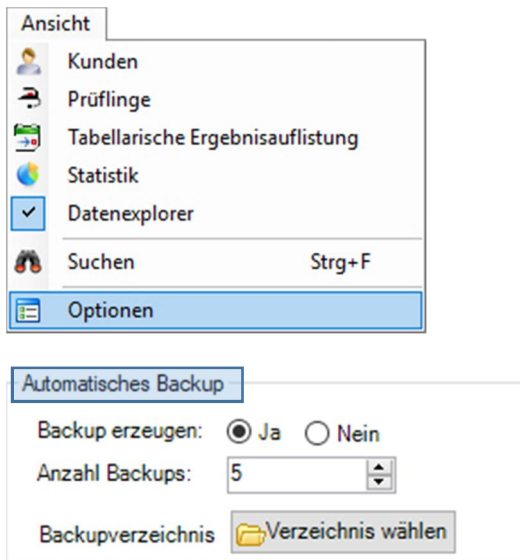 Ansicht
Kunden
Prüflinge
Tabellarische Ergebnisauflistung
Statistik
Datenexplorer
Suchen Strg+F
Optionen
Automatisches Backup
Backup erzeugen: Ja Nein
Anzahl Backups: 5
Backupverzeichnis Verzeichnis wählen